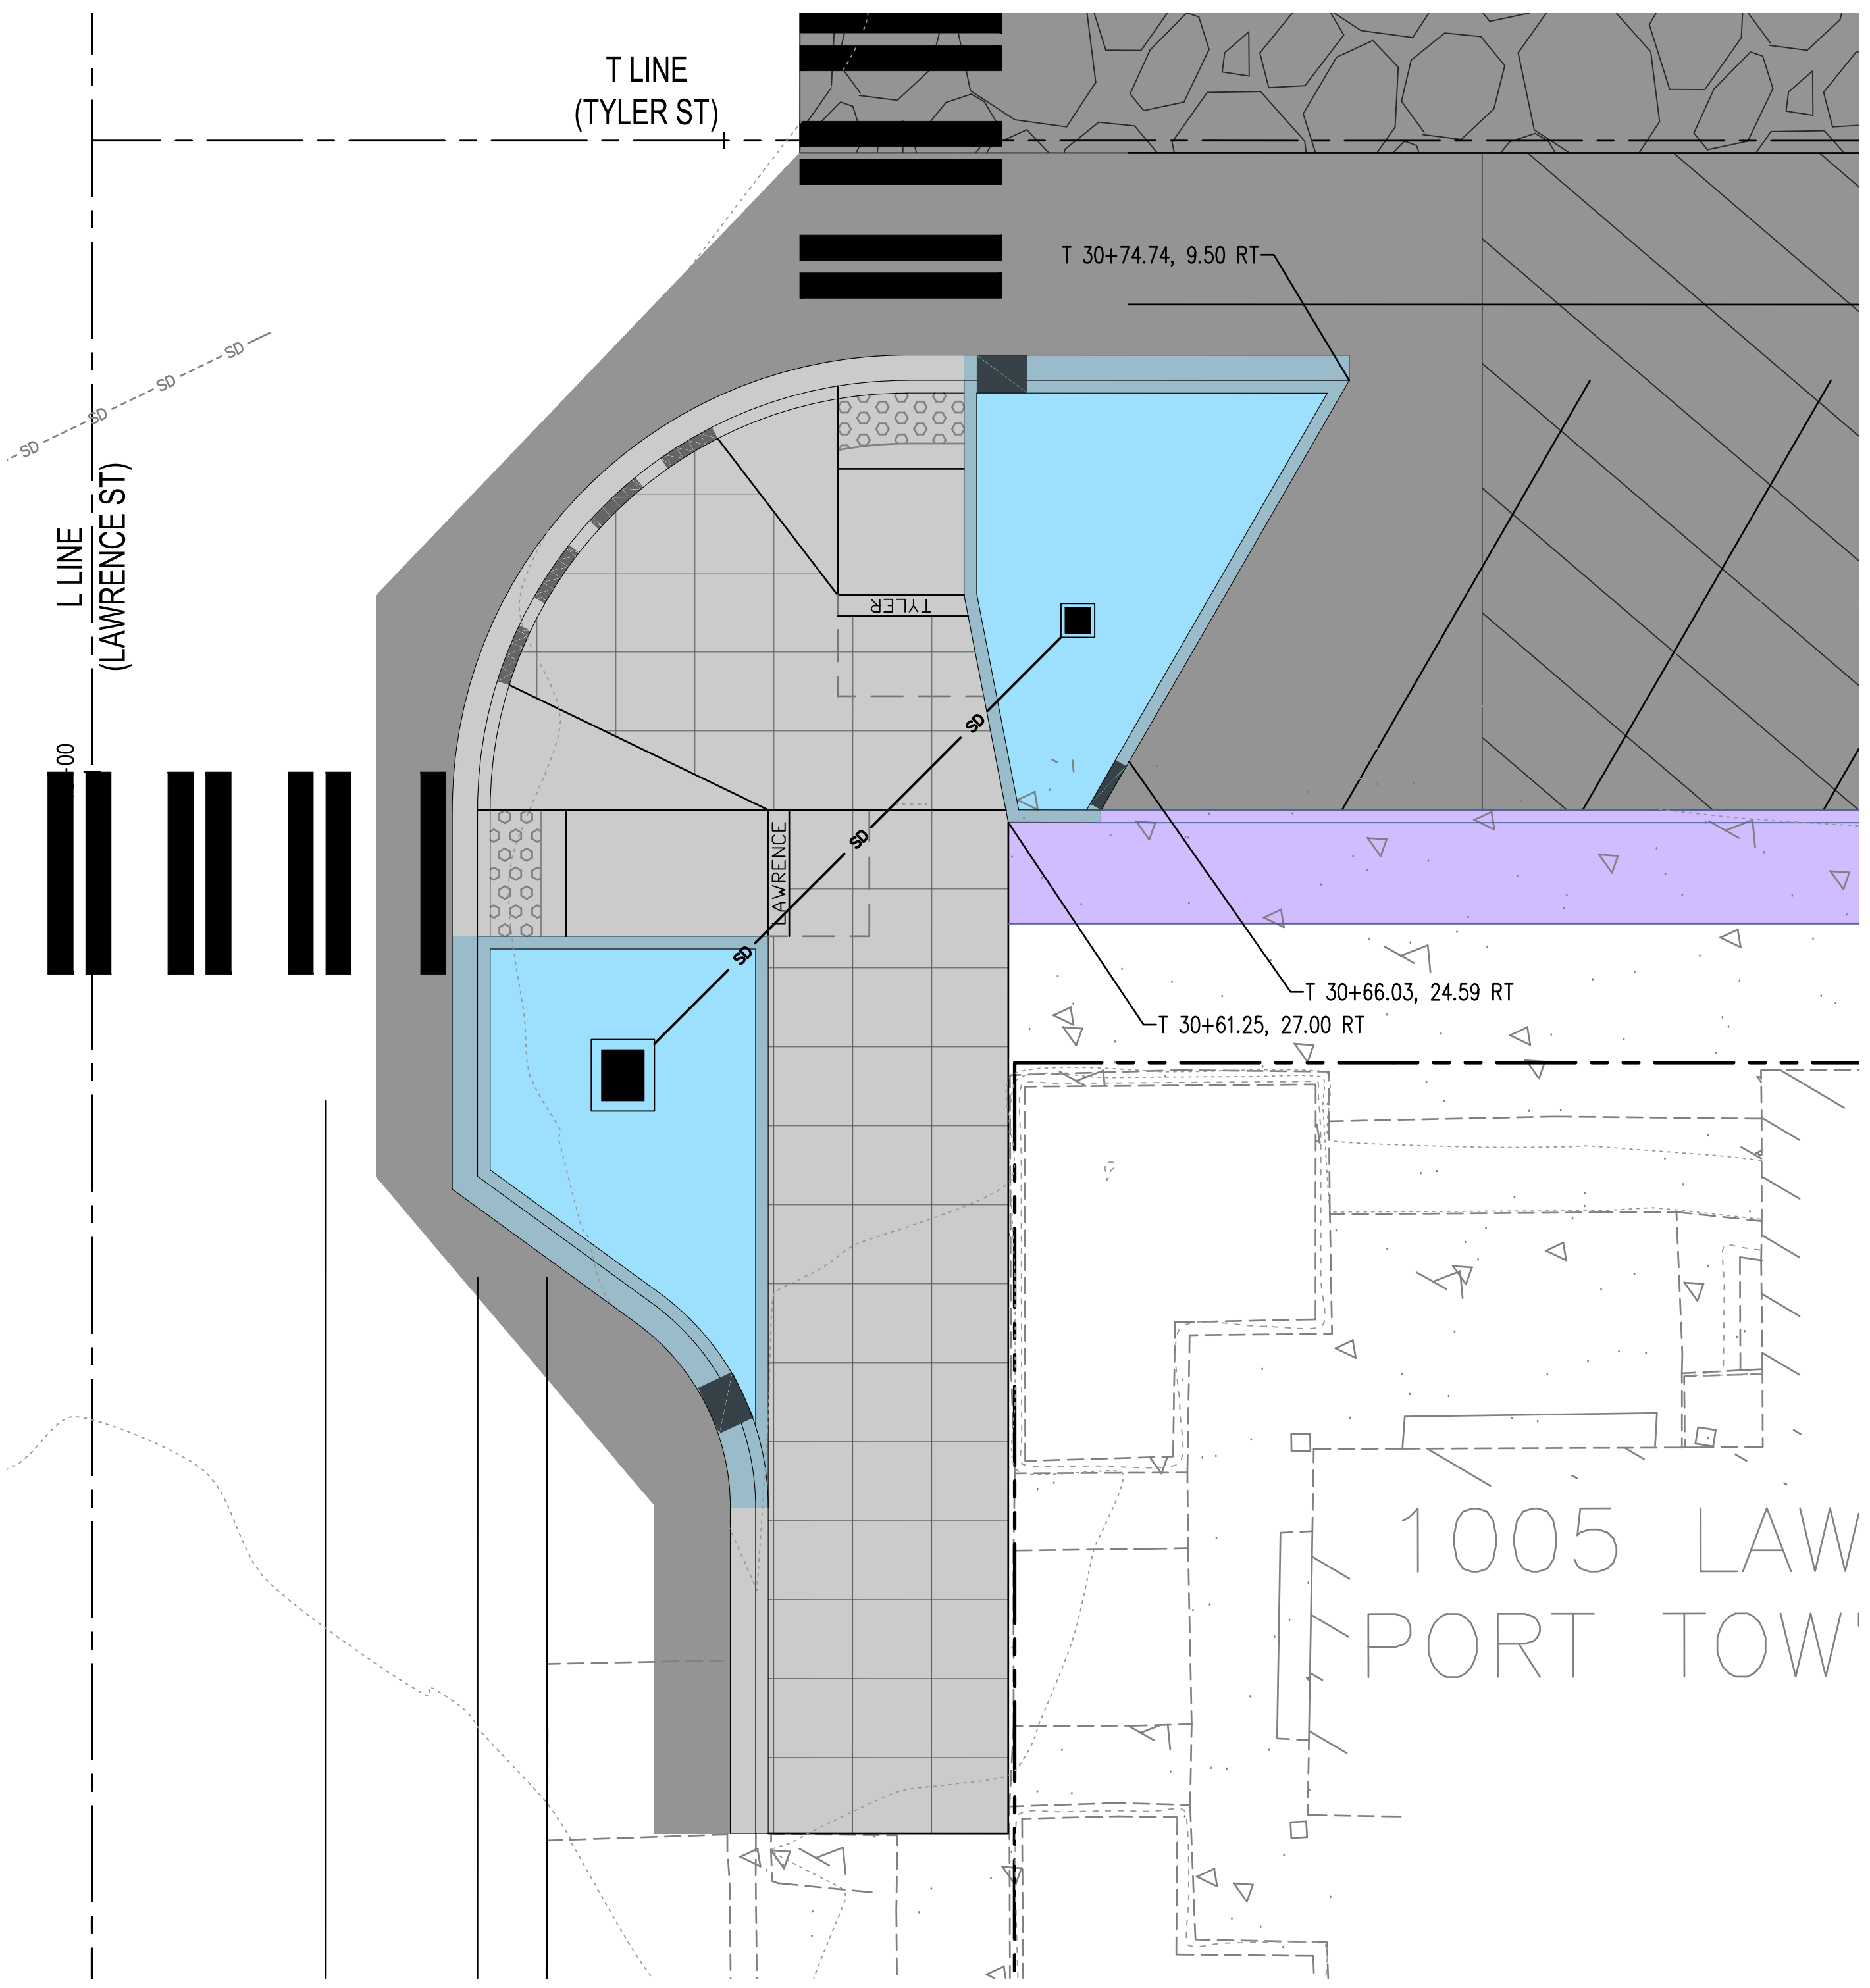 T LINE
(TYLER ST)
T 30+74.74, 9.50 RT
SD
SD
SD
SD
L LINE
(LAWRENCE ST)
TYLER
SD
-00
LAWRENCE
SD
SD
T 30+66.03, 24.59 RT
T 30+61.25, 27.00 RT
1005 LAW
PORT TOW